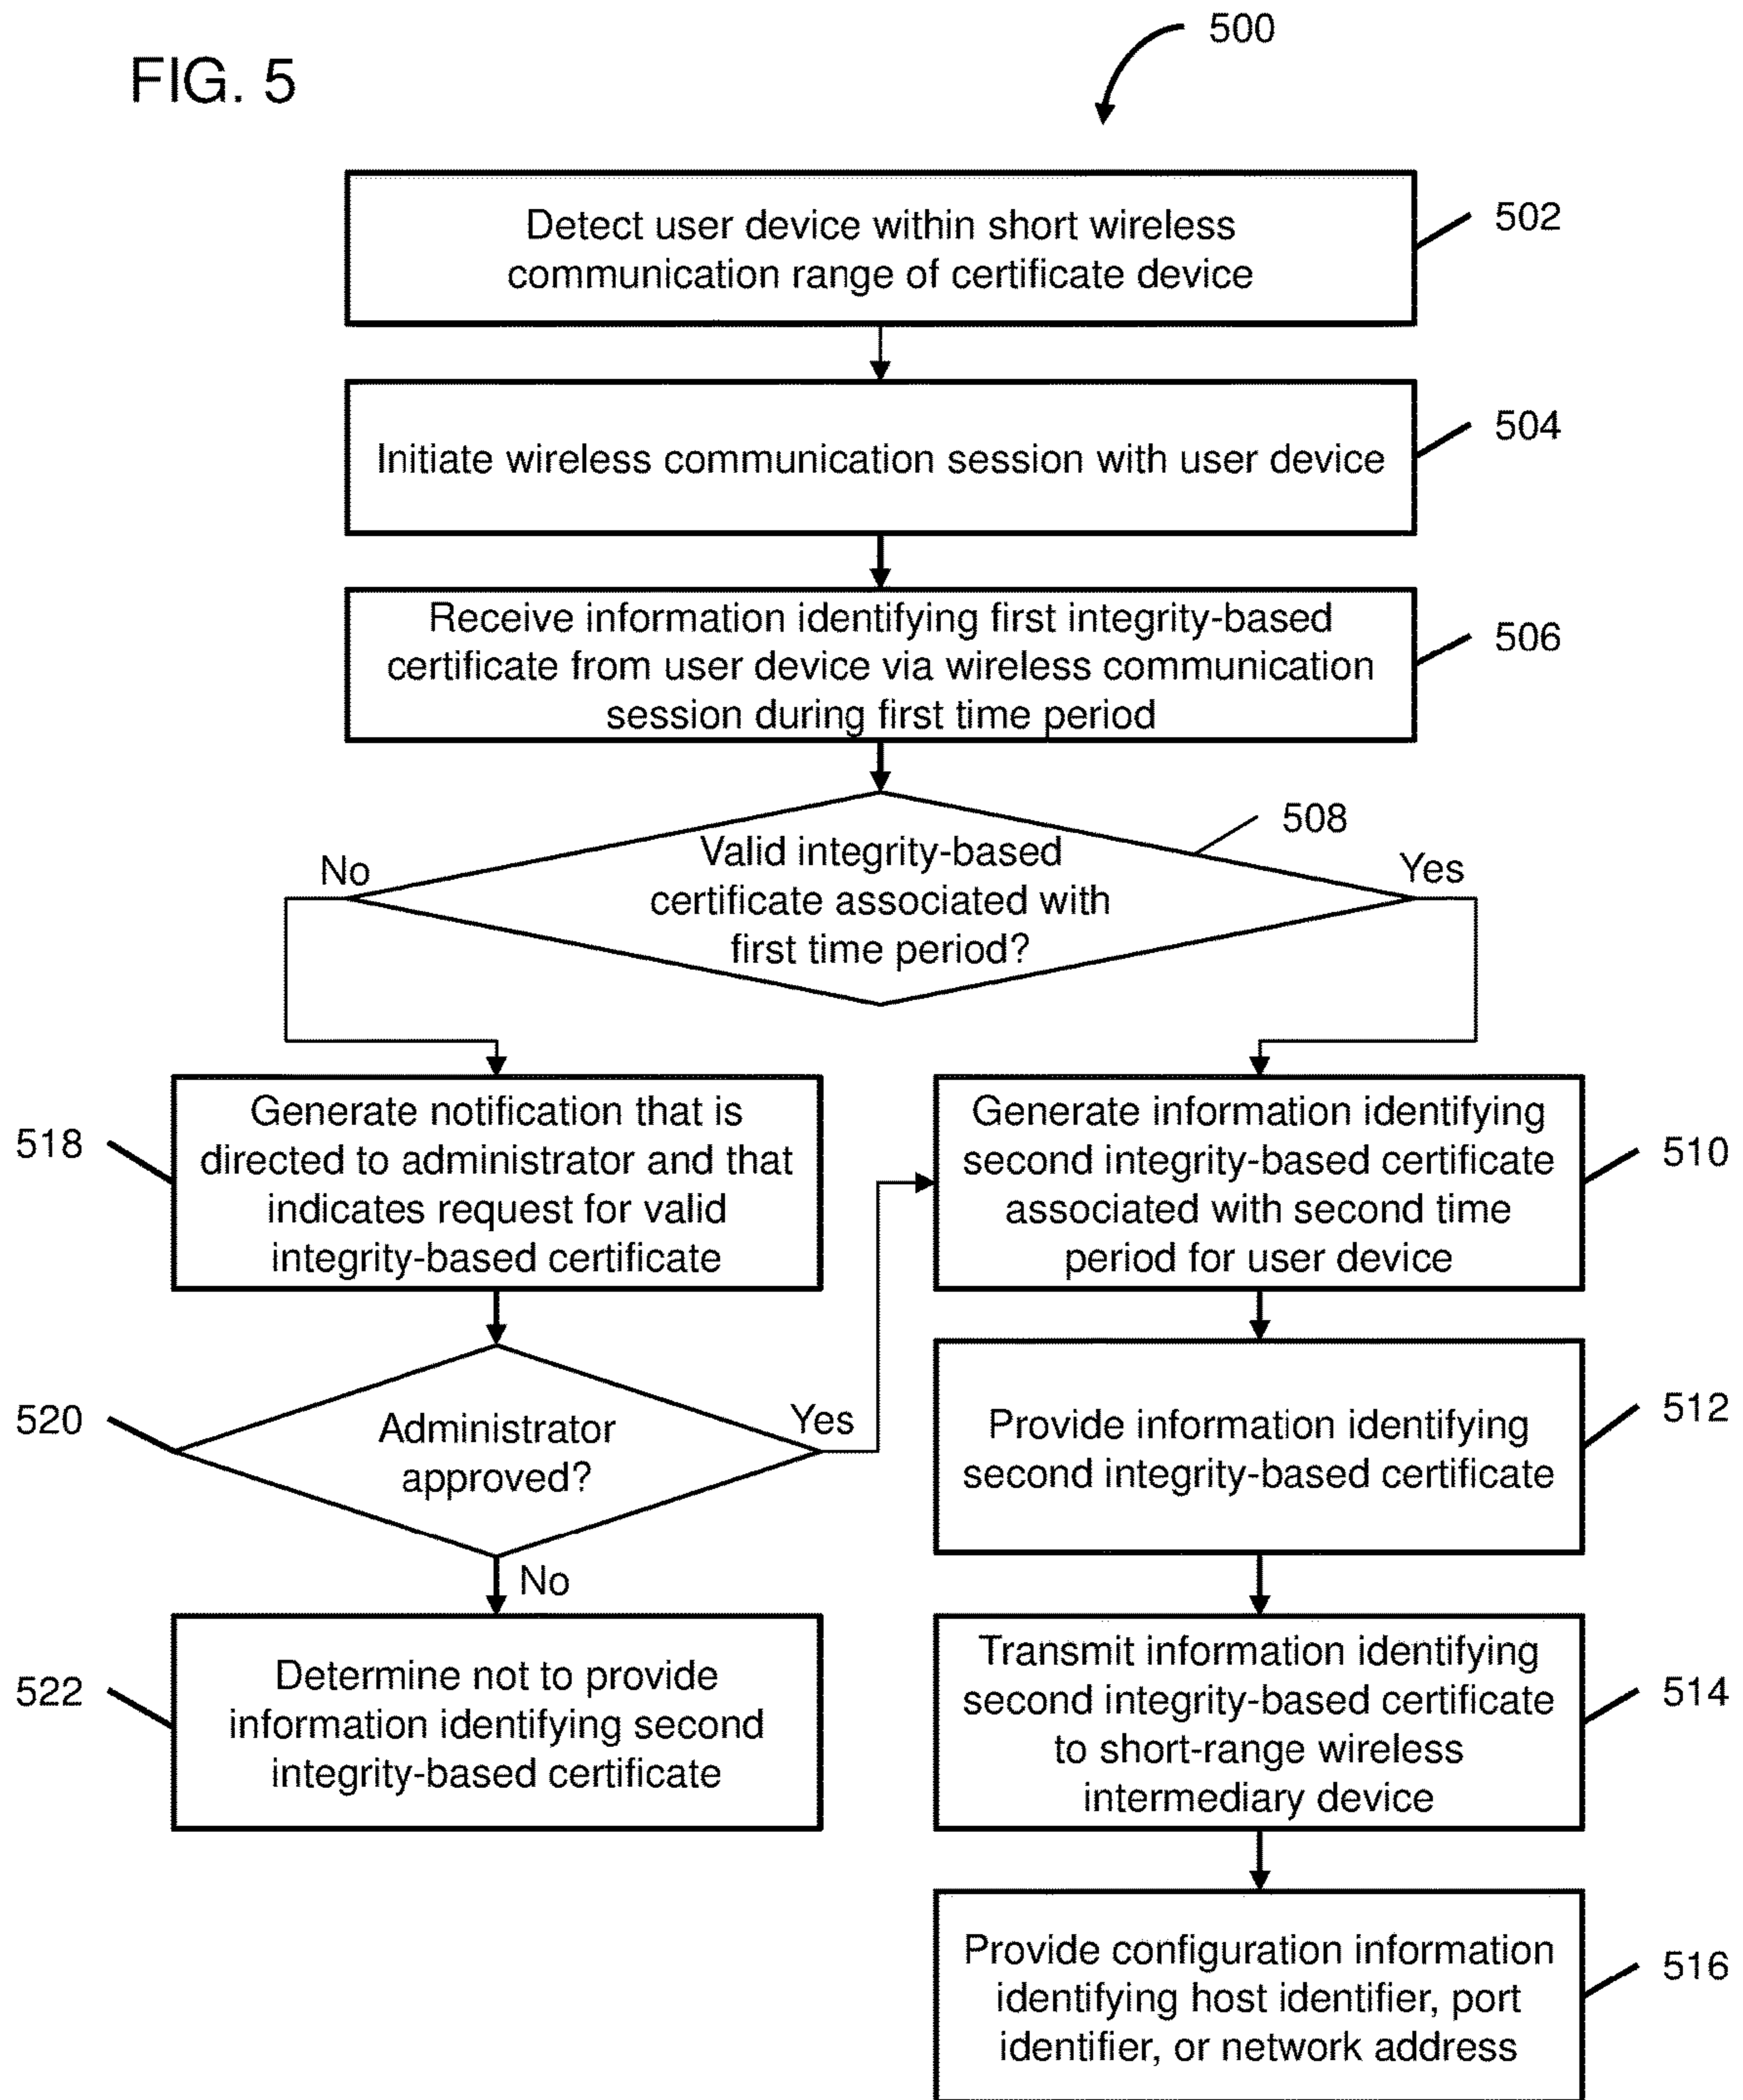 500
FIG. 5
Detect user device within short wireless
communication range of certificate device
502
Initiate wireless communication session with user device
504
Receive information identifying first integrity-based
certificate from user device via wireless communication
session during first time period
506
508
Valid integrity-based
certificate associated with
first time period?
No
Yes
518
Generate notification that is
directed to administrator and that
indicates request for valid
integrity-based certificate
Generate information identifying
second integrity-based certificate
associated with second time
period for user device
510
520
Administrator
approved?
Yes
No
Provide information identifying
second integrity-based certificate
512
522
Determine not to provide
information identifying second
integrity-based certificate
Transmit information identifying
second integrity-based certificate
to short-range wireless
intermediary device
514
Provide configuration information
identifying host identifier, port
identifier, or network address
516